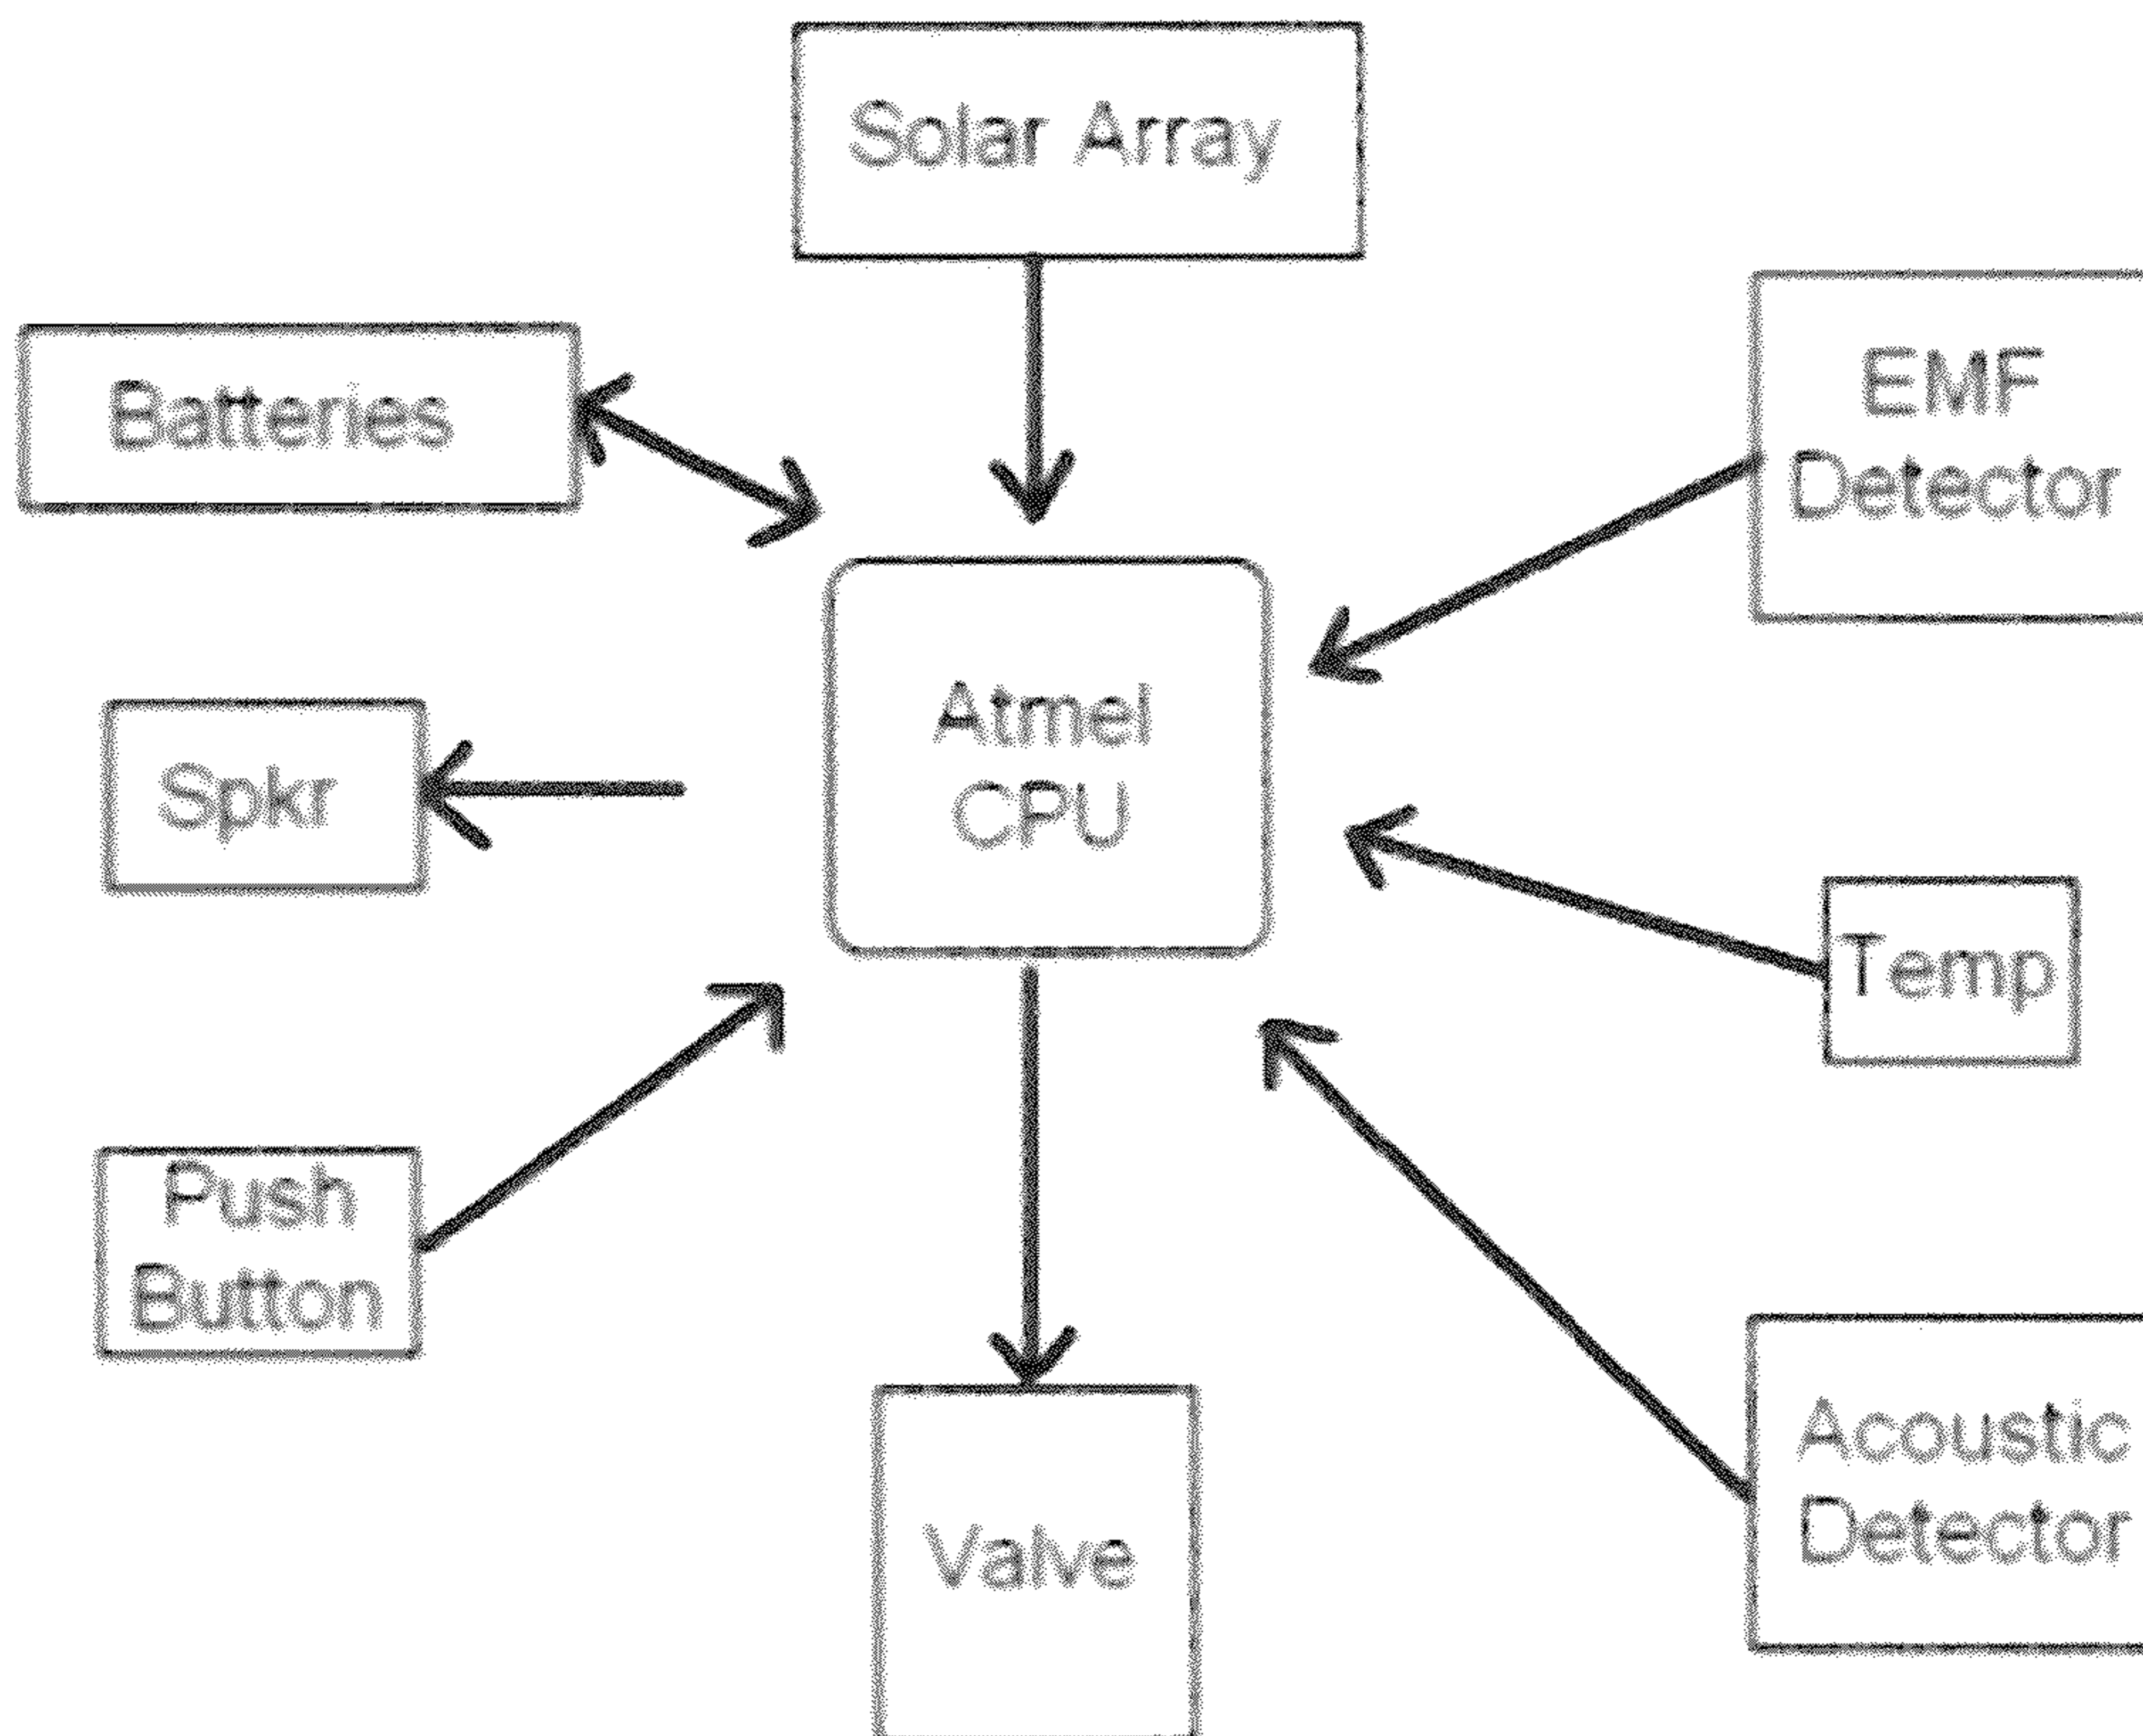 Solar Array
Batteries
EMF
Detector
Atmel
CPU
Spkr
Temp
Push
Button
Acoustic
Detector
Valve